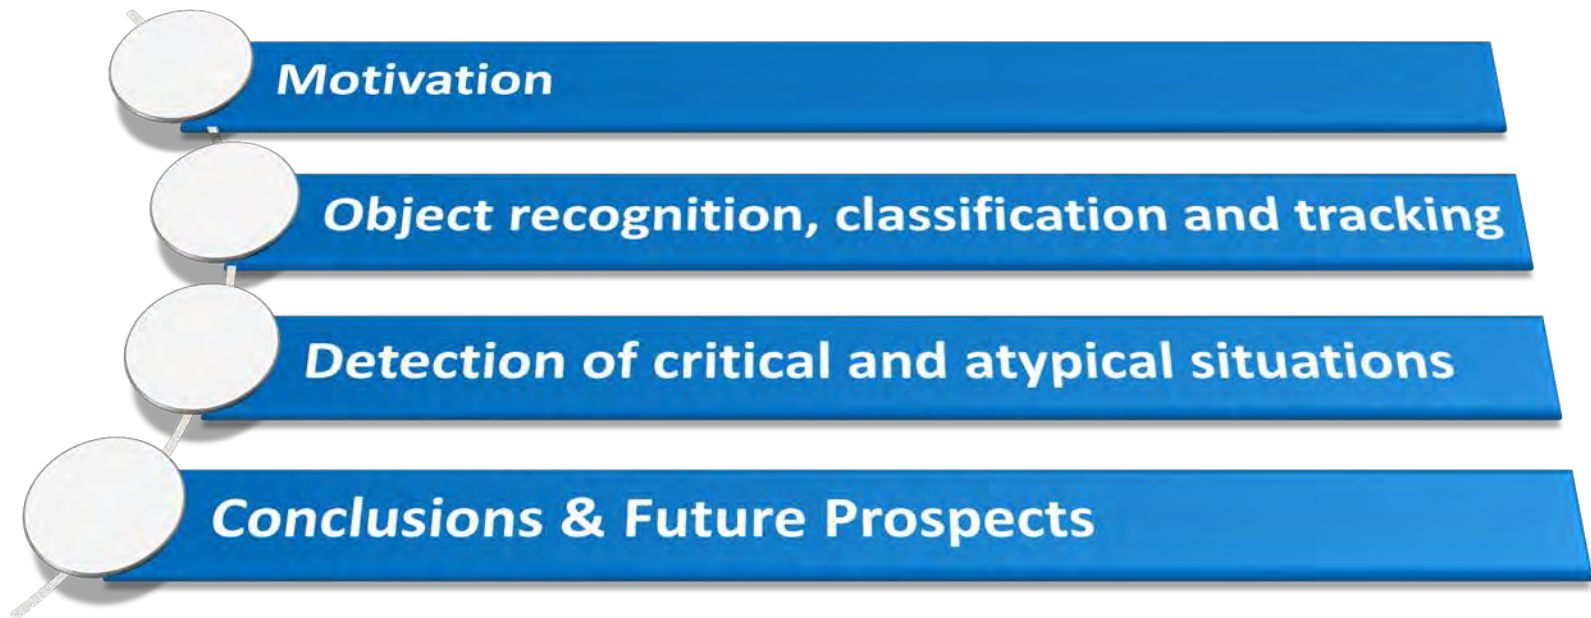 Motivation
Object recognition, classification and tracking
Detection of critical and atypical situations
Conclusions & Future Prospects